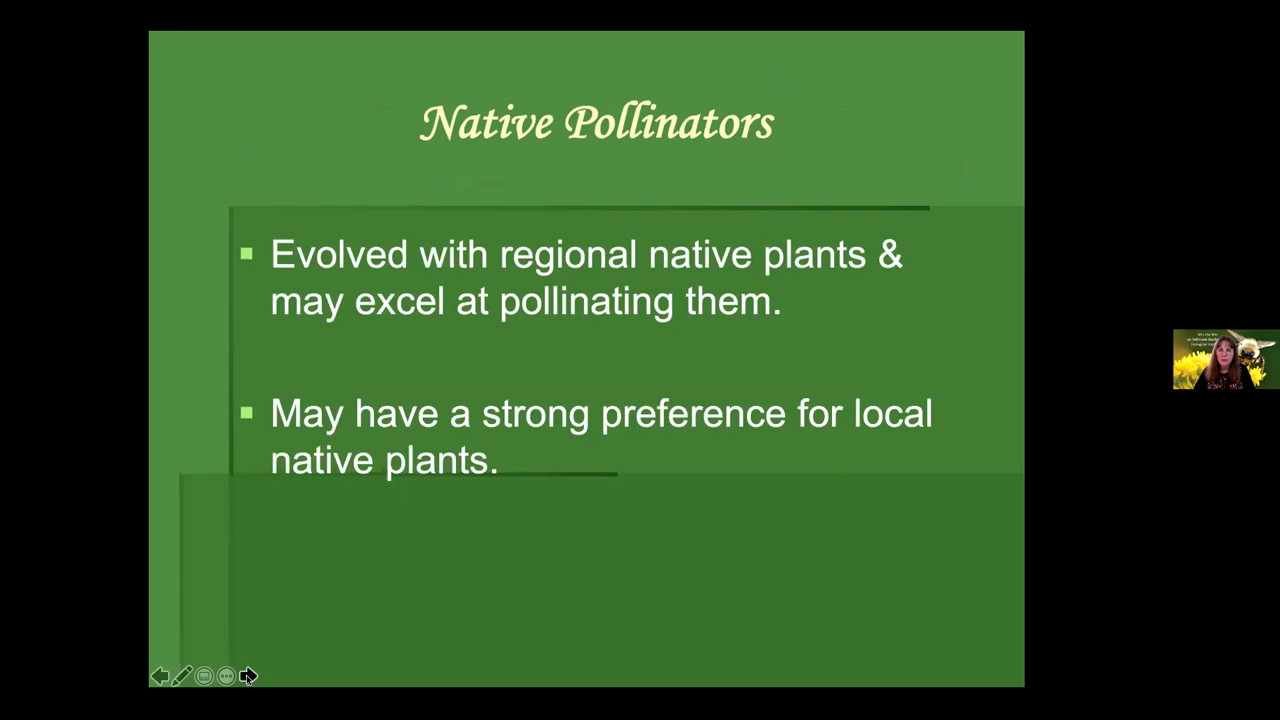 Native Pollinators
Evolved with regional native plants &
may excel at pollinating them.
May have a strong preference for local
native plants.